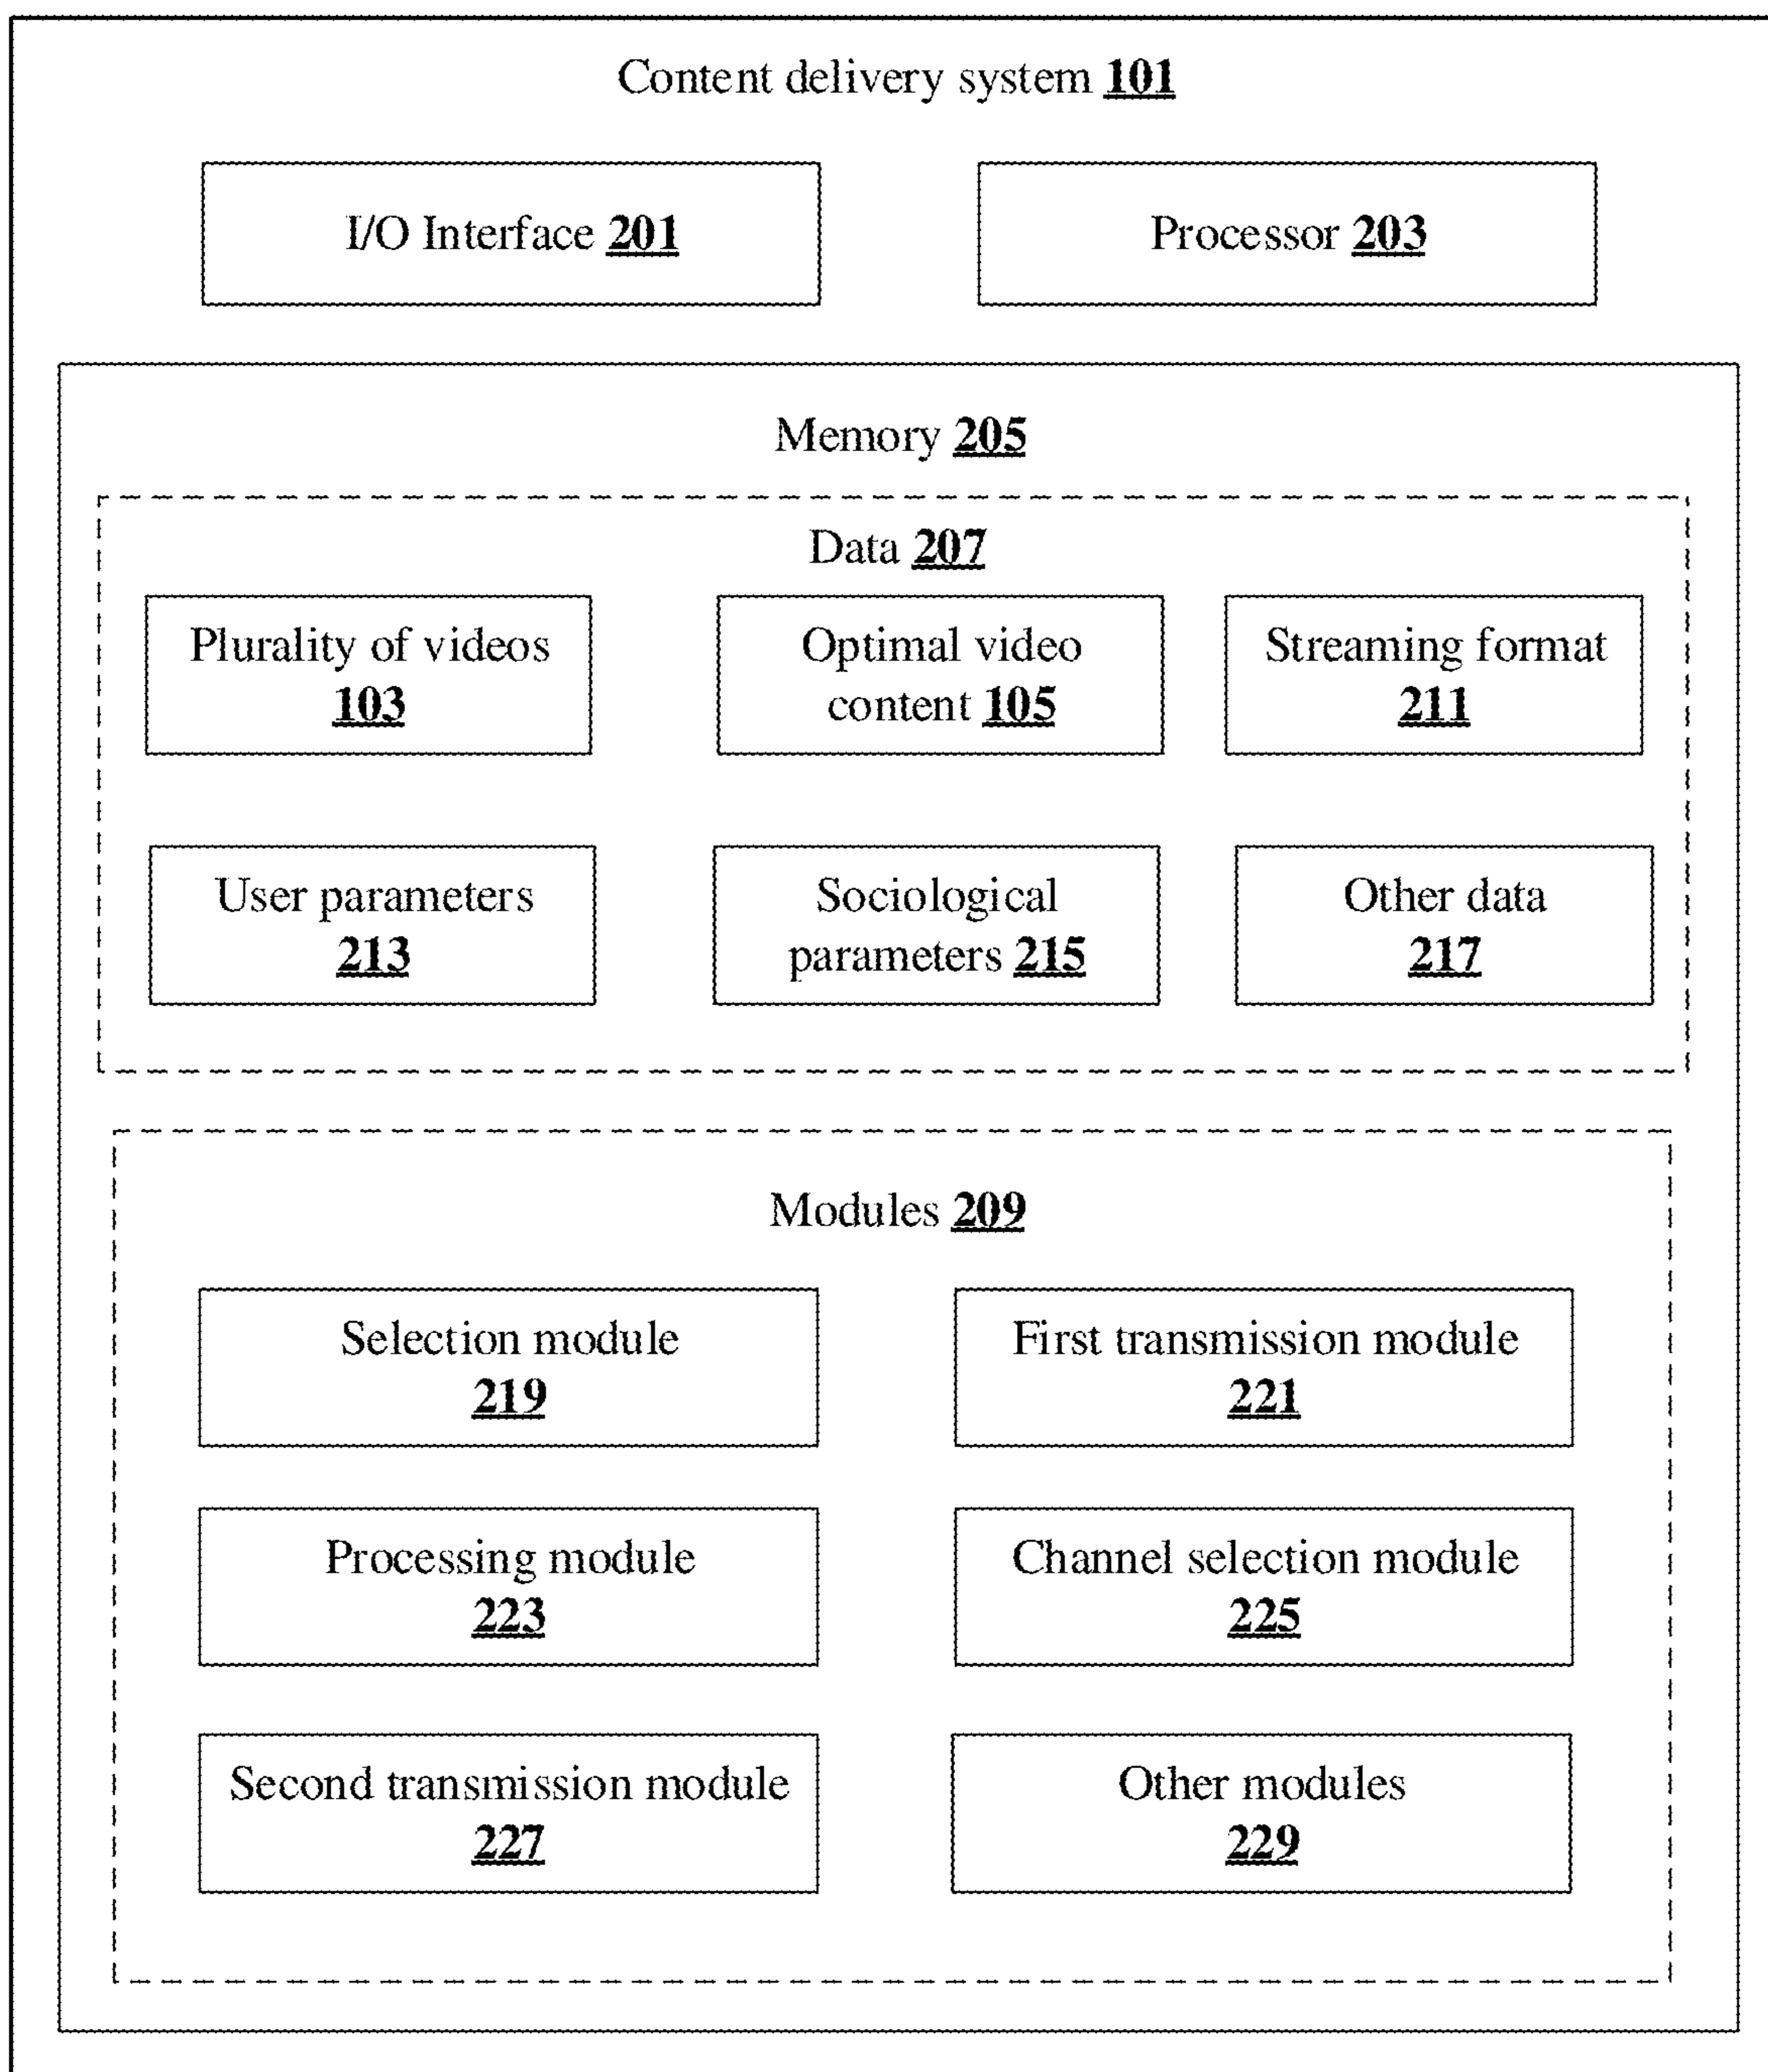 Content delivery system 101
I/O Interface 201
Processor 203
Memory 205
Data 207
Plurality of videos
103
Optimal video
content 105
Streaming format
211
User parameters
213
Sociological
parameters 215
Other data
217
Modules 209
Selection module
219
First transmission module
221
Processing module
223
Channel selection module
225
Second transmission module
227
Other modules
229